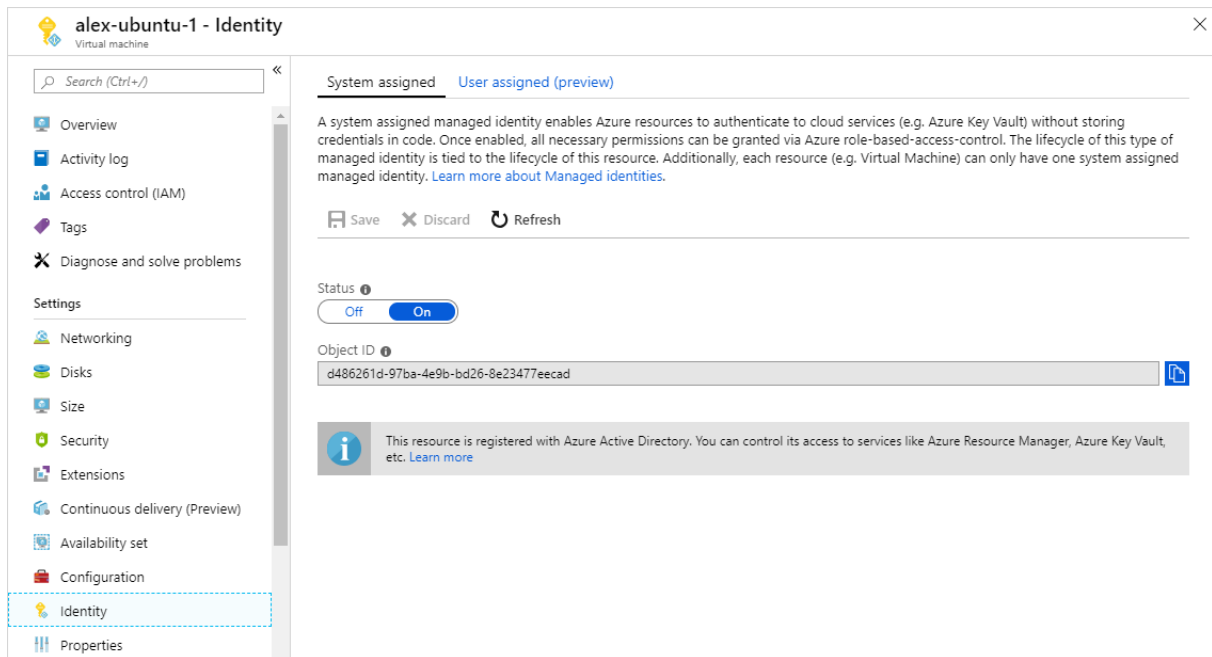 alex-ubuntu-1 - Identity
Virtual machine
Search (Ctrl+/)
«
Overview
Activity log
Access control (IAM)
Tags
Diagnose and solve problems
Settings
Networking
Disks
Size
Security
Extensions
Continuous delivery (Preview)
Availability set
Configuration
Identity
Properties
System assigned
User assigned (preview)
A system assigned managed identity enables Azure resources to authenticate to cloud services (e.g. Azure Key Vault) without storing
credentials in code. Once enabled, all necessary permissions can be granted via Azure role-based-access-control. The lifecycle of this type of
managed identity is tied to the lifecycle of this resource. Additionally, each resource (e.g. Virtual Machine) can only have one system assigned
managed identity. Learn more about Managed identities.
Save
Discard
Refresh
Status
Off
On
Object ID
d486261d-97ba-4e9b-bd26-8e23477eecad
This resource is registered with Azure Active Directory. You can control its access to services like Azure Resource Manager, Azure Key Vault,
etc. Learn more